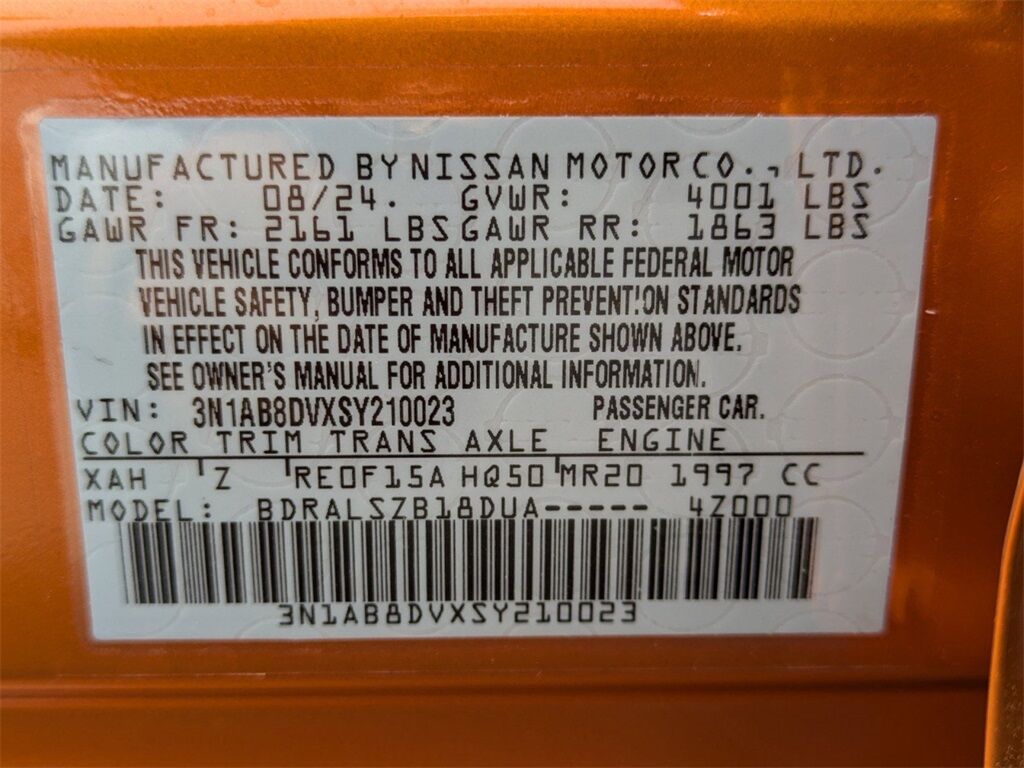 MANUFACTURED BY NISSAN MOTOR CO., LTD.
DATE: 08/24. GVWR: 4001 LBS
GAWR FR: 2161 LBS GAWR RR: 1863 LBS
THIS VEHICLE CONFORMS TO ALL APPLICABLE FEDERAL MOTOR
VEHICLE SAFETY, BUMPER AND THEFT PREVENTION STANDARDS
IN EFFECT ON THE DATE OF MANUFACTURE SHOWN ABOVE.
SEE OWNER'S MANUAL FOR ADDITIONAL INFORMATION.
VIN: 3N1AB8DVXSY210023 PASSENGER CAR.
COLOR TRIM TRANS AXLE ENGINE
XAH Z RE0F15A HQ50 MR20 1997 CC
MODEL: BDRALSZB18DUA----- 4Z000
3N1AB8DVXSY210023